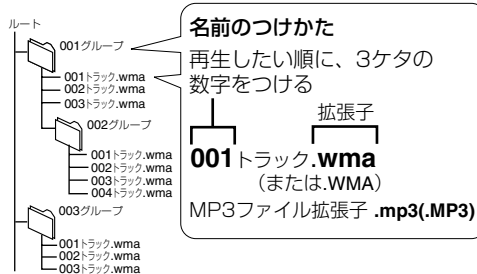 ルート
001グループ
001トラック.wma
002トラック.wma
003トラック.wma
002グループ
001トラック.wma
002トラック.wma
003トラック.wma
004トラック.wma
003グループ
001トラック.wma
002トラック.wma
003トラック.wma
名前のつけかた
再生したい順に、3ケタの
数字をつける
拡張子
001トラック.wma
（または.WMA）
MP3ファイル拡張子 .mp3(.MP3)